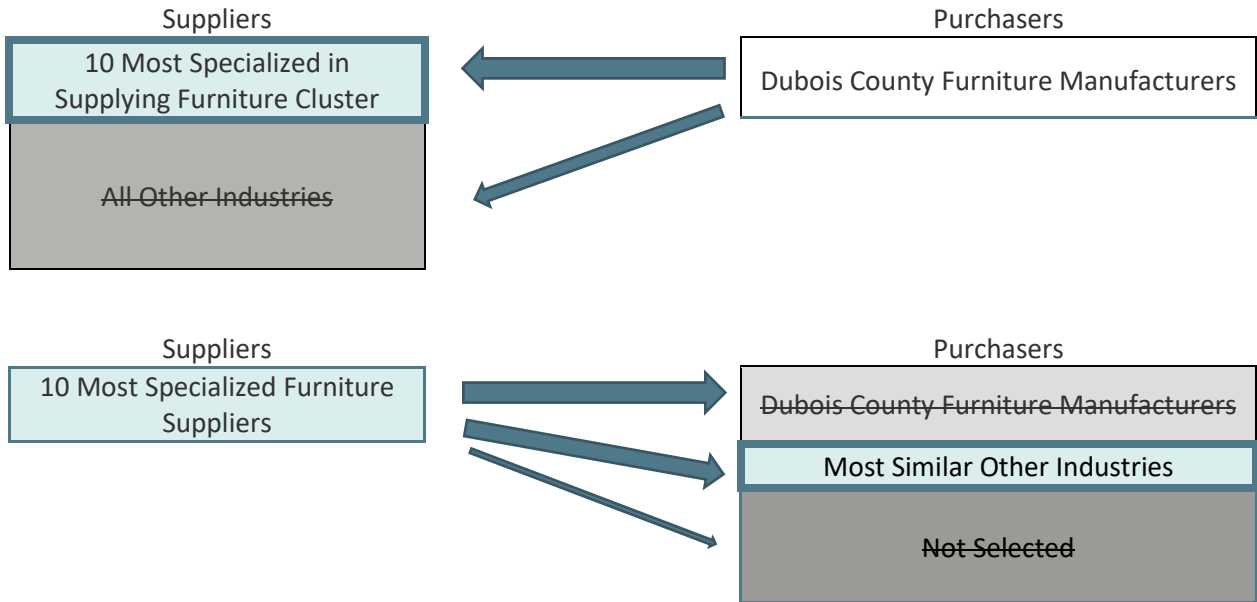 Suppliers
Purchasers
10 Most Specialized in
Supplying Furniture Cluster
Dubois County Furniture Manufacturers
All Other Industries
Suppliers
Purchasers
10 Most Specialized Furniture
Suppliers
Dubois County Furniture Manufacturers
Most Similar Other Industries
Not Selected